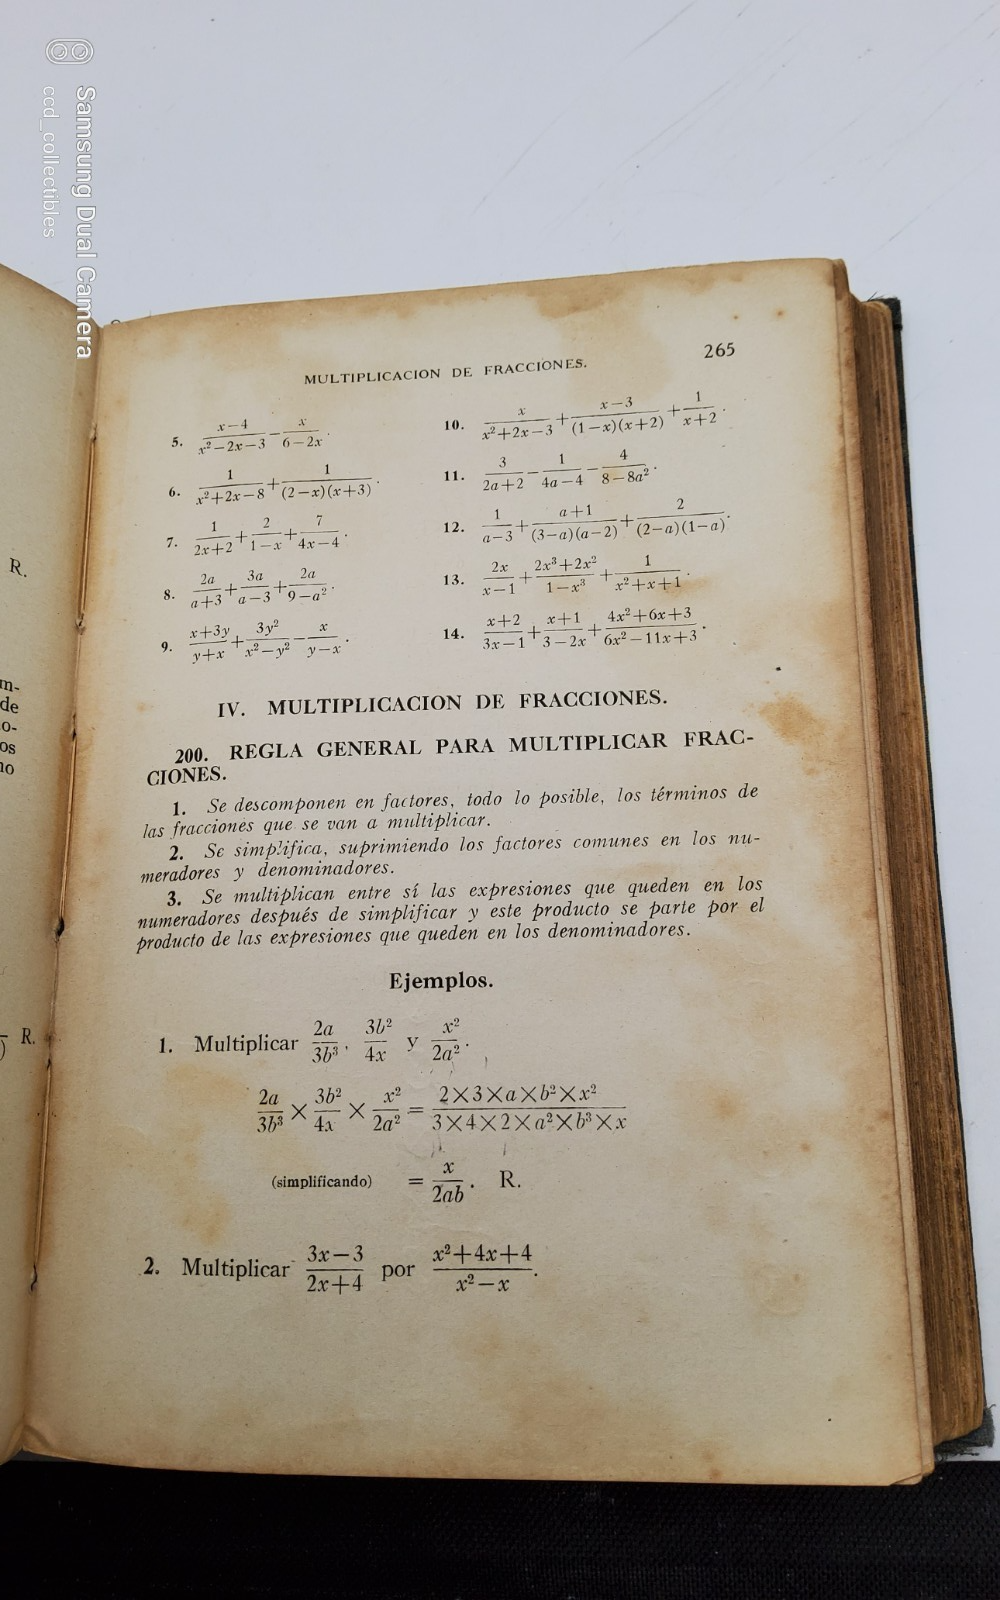 Samsung Dual Camera
ccd_collectibles
R.
m-
de
o-
os
no
) R.
MULTIPLICACION DE FRACCIONES. 265
5. x−4/(x²−2x−3) − x/(6−2x).
6. 1/(x²+2x−8) + 1/((2−x)(x+3)).
7. 1/(2x+2) + 2/(1−x) + 7/(4x−4).
8. 2a/(a+3) + 3a/(a−3) + 2a/(9−a²).
9. (x+3y)/(y+x) + 3y²/(x²−y²) − x/(y−x).
10. x/(x²+2x−3) + (x−3)/((1−x)(x+2)) + 1/(x+2).
11. 3/(2a+2) − 1/(4a−4) − 4/(8−8a²).
12. 1/(a−3) + (a+1)/((3−a)(a−2)) + 2/((2−a)(1−a)).
13. 2x/(x−1) + (2x³+2x²)/(1−x³) + 1/(x²+x+1).
14. (x+2)/(3x−1) + (x+1)/(3−2x) + (4x²+6x+3)/(6x²−11x+3).
IV. MULTIPLICACION DE FRACCIONES.
200. REGLA GENERAL PARA MULTIPLICAR FRAC-
CIONES.
1. Se descomponen en factores, todo lo posible, los términos de
las fracciones que se van a multiplicar.
2. Se simplifica, suprimiendo los factores comunes en los nu-
meradores y denominadores.
3. Se multiplican entre sí las expresiones que queden en los
numeradores después de simplificar y este producto se parte por el
producto de las expresiones que queden en los denominadores.
Ejemplos.
1. Multiplicar 2a/3b³, 3b²/4x y x²/2a².
2a/3b³ × 3b²/4x × x²/2a² = (2×3×a×b²×x²)/(3×4×2×a²×b³×x)
(simplificando) = x/2ab. R.
2. Multiplicar (3x−3)/(2x+4) por (x²+4x+4)/(x²−x).